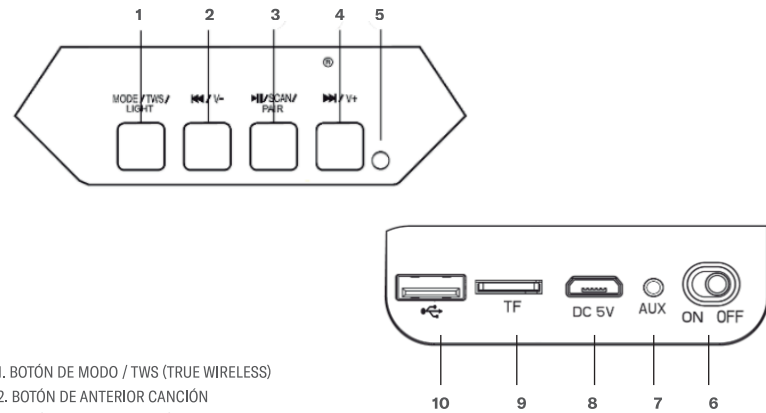 1 2 3 4 5
®
MODE/TWS/ LIGHT
⏮/V-
⏯/SCAN/ PAIR
⏭/V+
TF
DC 5V
AUX
ON OFF
10 9 8 7 6
1. BOTÓN DE MODO / TWS (TRUE WIRELESS)
2. BOTÓN DE ANTERIOR CANCIÓN